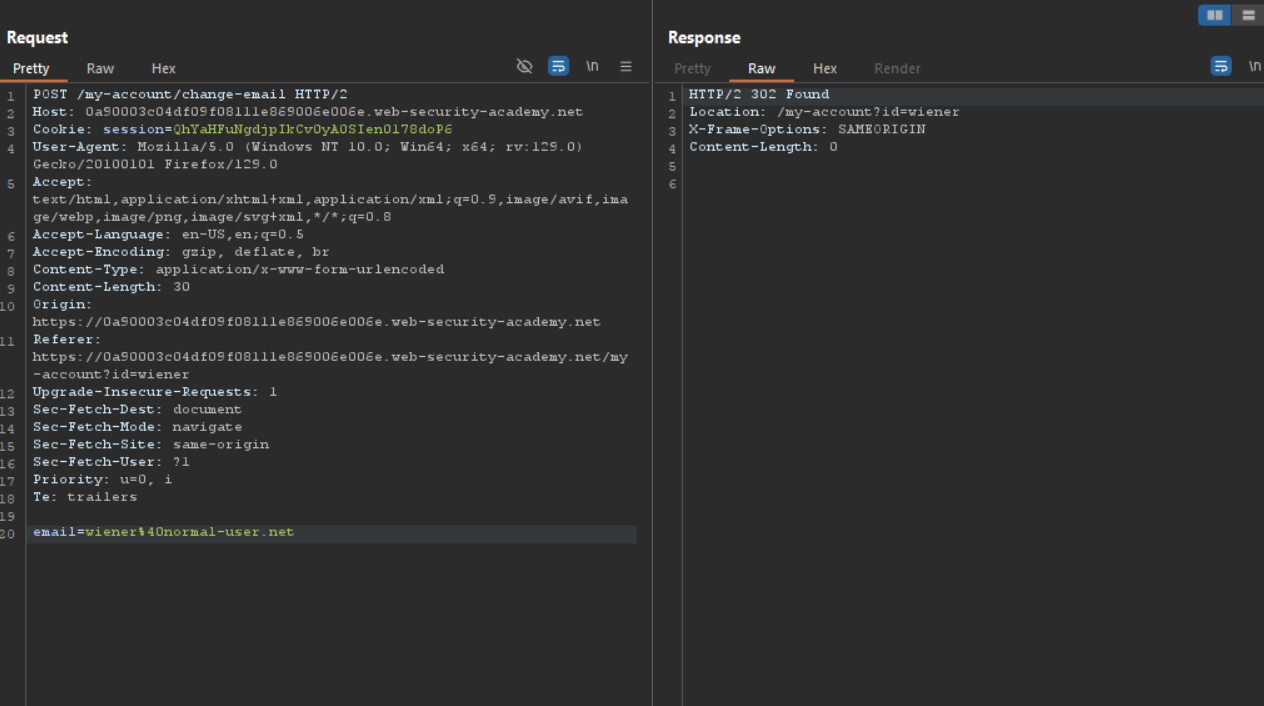 Request
Pretty Raw Hex
\n
1 POST /my-account/change-email HTTP/2
2 Host: 0a90003c04df09f08111e869006e006e.web-security-academy.net
3 Cookie: session=QhYaHFuNgdjpIkCvOyAOSIenOl78doP6
4 User-Agent: Mozilla/5.0 (Windows NT 10.0; Win64; x64; rv:129.0)
Gecko/20100101 Firefox/129.0
5 Accept:
text/html,application/xhtml+xml,application/xml;q=0.9,image/avif,ima
ge/webp,image/png,image/svg+xml,*/*;q=0.8
6 Accept-Language: en-US,en;q=0.5
7 Accept-Encoding: gzip, deflate, br
8 Content-Type: application/x-www-form-urlencoded
9 Content-Length: 30
10 Origin:
https://0a90003c04df09f08111e869006e006e.web-security-academy.net
11 Referer:
https://0a90003c04df09f08111e869006e006e.web-security-academy.net/my
-account?id=wiener
12 Upgrade-Insecure-Requests: 1
13 Sec-Fetch-Dest: document
14 Sec-Fetch-Mode: navigate
15 Sec-Fetch-Site: same-origin
16 Sec-Fetch-User: ?1
17 Priority: u=0, i
18 Te: trailers
19
20 email=wiener%40normal-user.net
Response
Pretty Raw Hex Render
\n
1 HTTP/2 302 Found
2 Location: /my-account?id=wiener
3 X-Frame-Options: SAMEORIGIN
4 Content-Length: 0
5
6